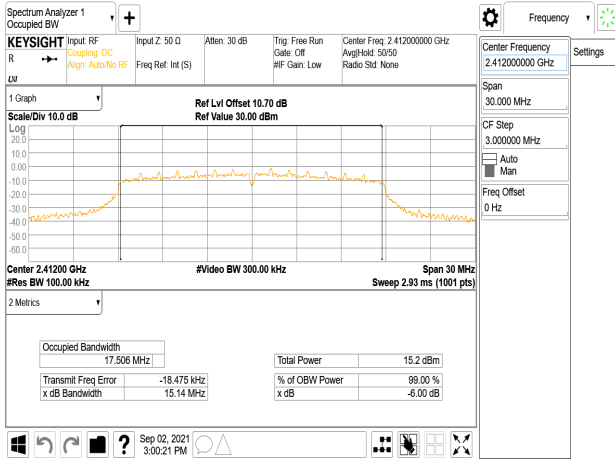 Spectrum Analyzer 1
Occupied BW
Frequency
KEYSIGHT
R
Input: RF
Coupling: DC
Align: Auto/No RF
Input Z: 50 Ω
Freq Ref: Int (S)
Atten: 30 dB
Trig: Free Run
Gate: Off
#IF Gain: Low
Center Freq: 2.412000000 GHz
Avg|Hold: 50/50
Radio Std: None
1 Graph
Scale/Div 10.0 dB
Ref Lvl Offset 10.70 dB
Ref Value 30.00 dBm
Log
20.0
10.0
0.00
-10.0
-20.0
-30.0
-40.0
-50.0
-60.0
Center 2.41200 GHz
#Res BW 100.00 kHz
#Video BW 300.00 kHz
Span 30 MHz
Sweep 2.93 ms (1001 pts)
2 Metrics
Occupied Bandwidth
17.506 MHz
Total Power 15.2 dBm
Transmit Freq Error -18.475 kHz
x dB Bandwidth 15.14 MHz
% of OBW Power 99.00 %
x dB -6.00 dB
Center Frequency
2.412000000 GHz
Settings
Span
30.000 MHz
CF Step
3.000000 MHz
Auto
Man
Freq Offset
0 Hz
?
Sep 02, 2021
3:00:21 PM